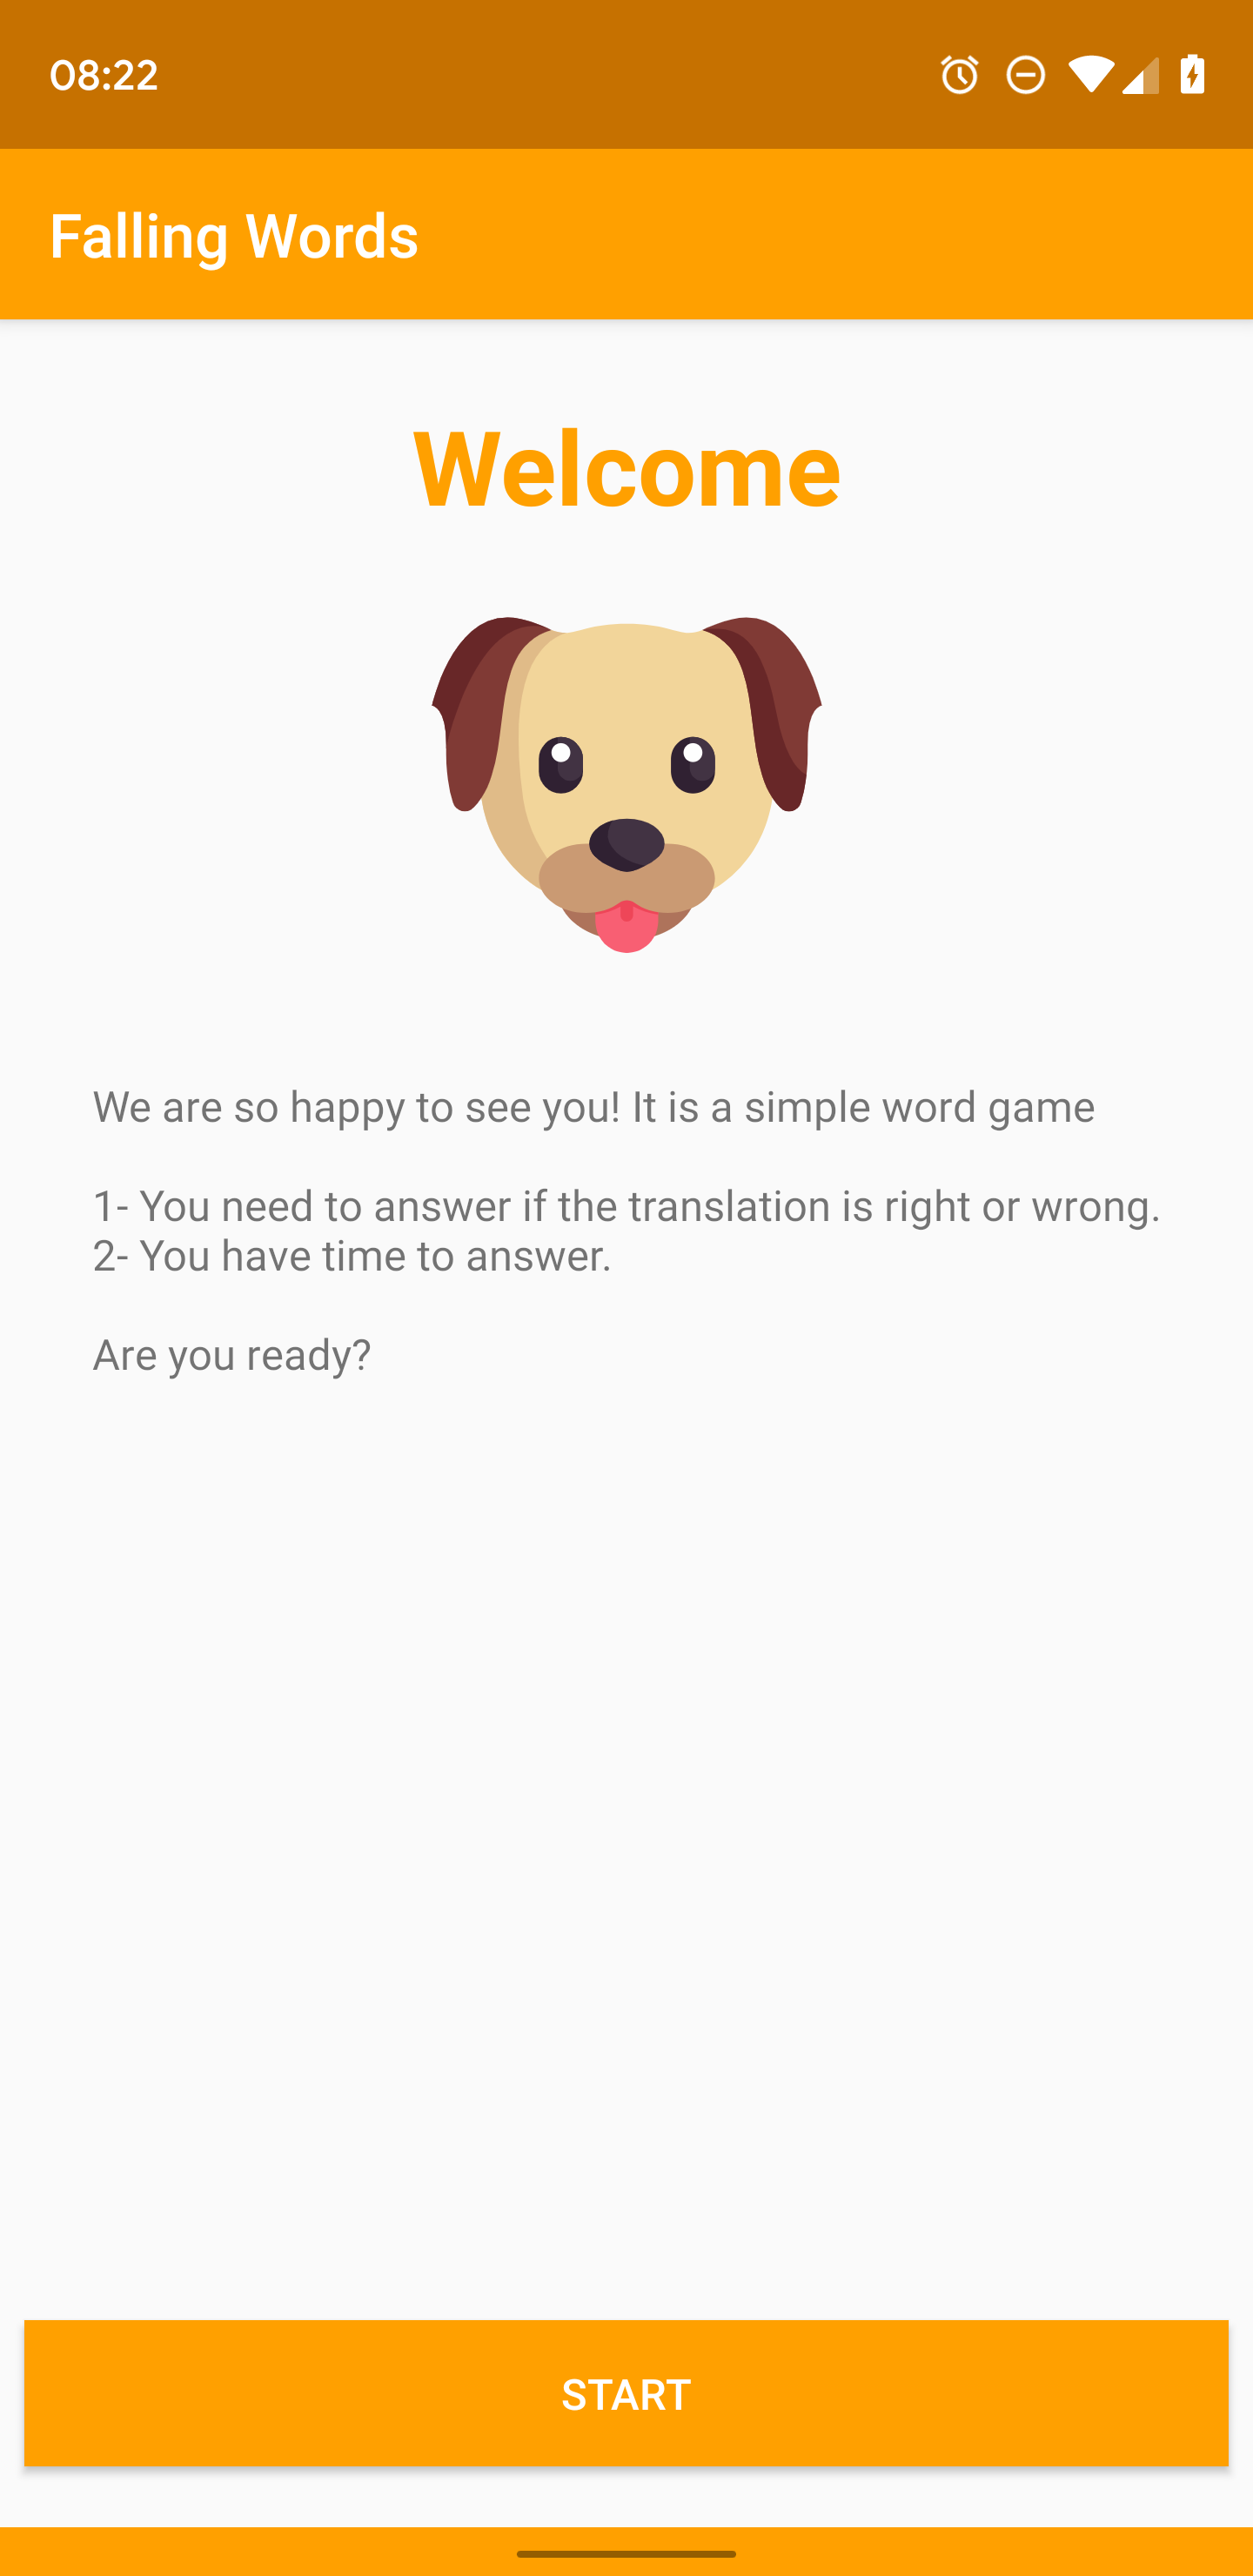 08:22
Falling Words
Welcome
We are so happy to see you! It is a simple word game
1- You need to answer if the translation is right or wrong.
2- You have time to answer.
Are you ready?
START